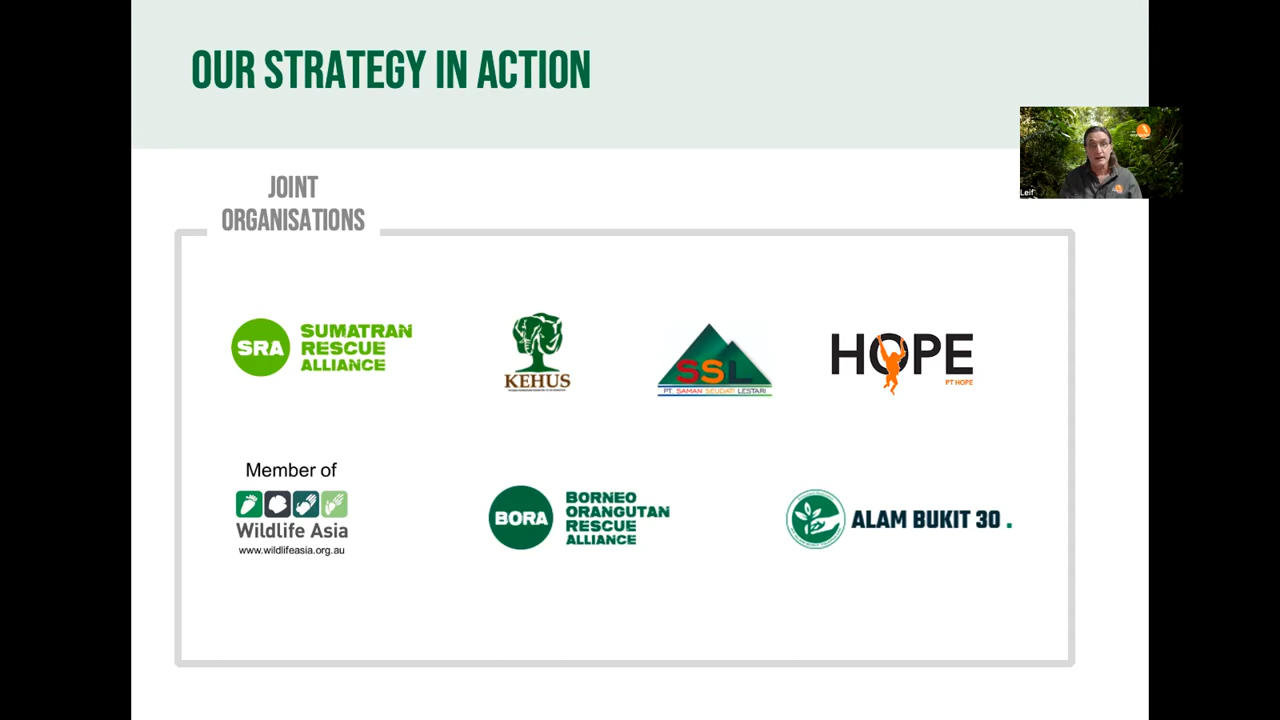 OUR STRATEGY IN ACTION
Leif
JOINT
ORGANISATIONS
SRA
SUMATRAN
RESCUE
ALLIANCE
KEHUS
SSL
PT. SAMAN SEUDATI LESTARI
HOPE
PT HOPE
Member of
Wildlife Asia
www.wildlifeasia.org.au
BORA
BORNEO
ORANGUTAN
RESCUE
ALLIANCE
ALAM BUKIT 30 .